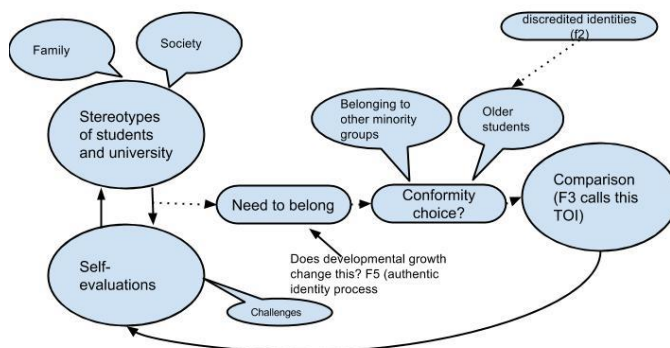 discredited identities
(f2)
Family
Society
Stereotypes
of students
and university
Belonging to
other minority
groups
Older
students
Need to belong
Conformity
choice?
Comparison
(F3 calls this
TOI)
Does developmental growth
change this? F5 (authentic
identity process
Self-
evaluations
Challenges